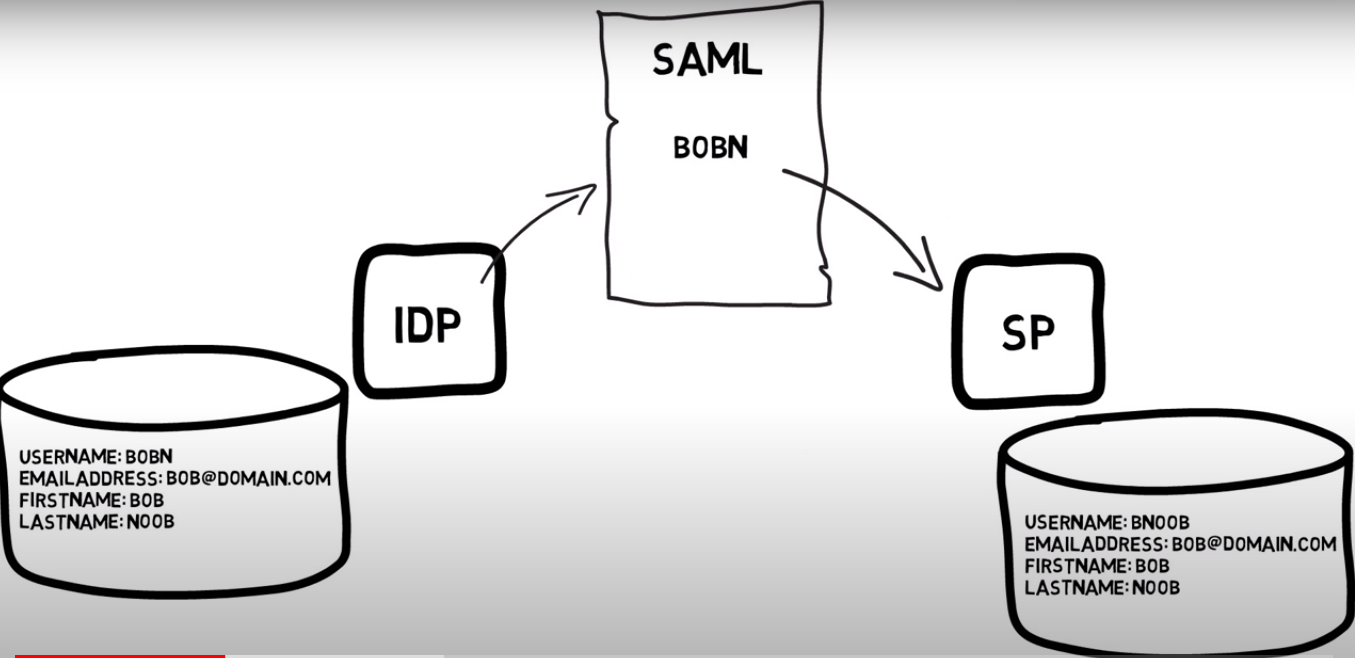 SAML
BOBN
IDP
SP
USERNAME: BOBN
EMAILADDRESS: BOB@DOMAIN.COM
FIRSTNAME: BOB
LASTNAME: NOOB
USERNAME: BNOOB
EMAILADDRESS: BOB@DOMAIN.COM
FIRSTNAME: BOB
LASTNAME: NOOB